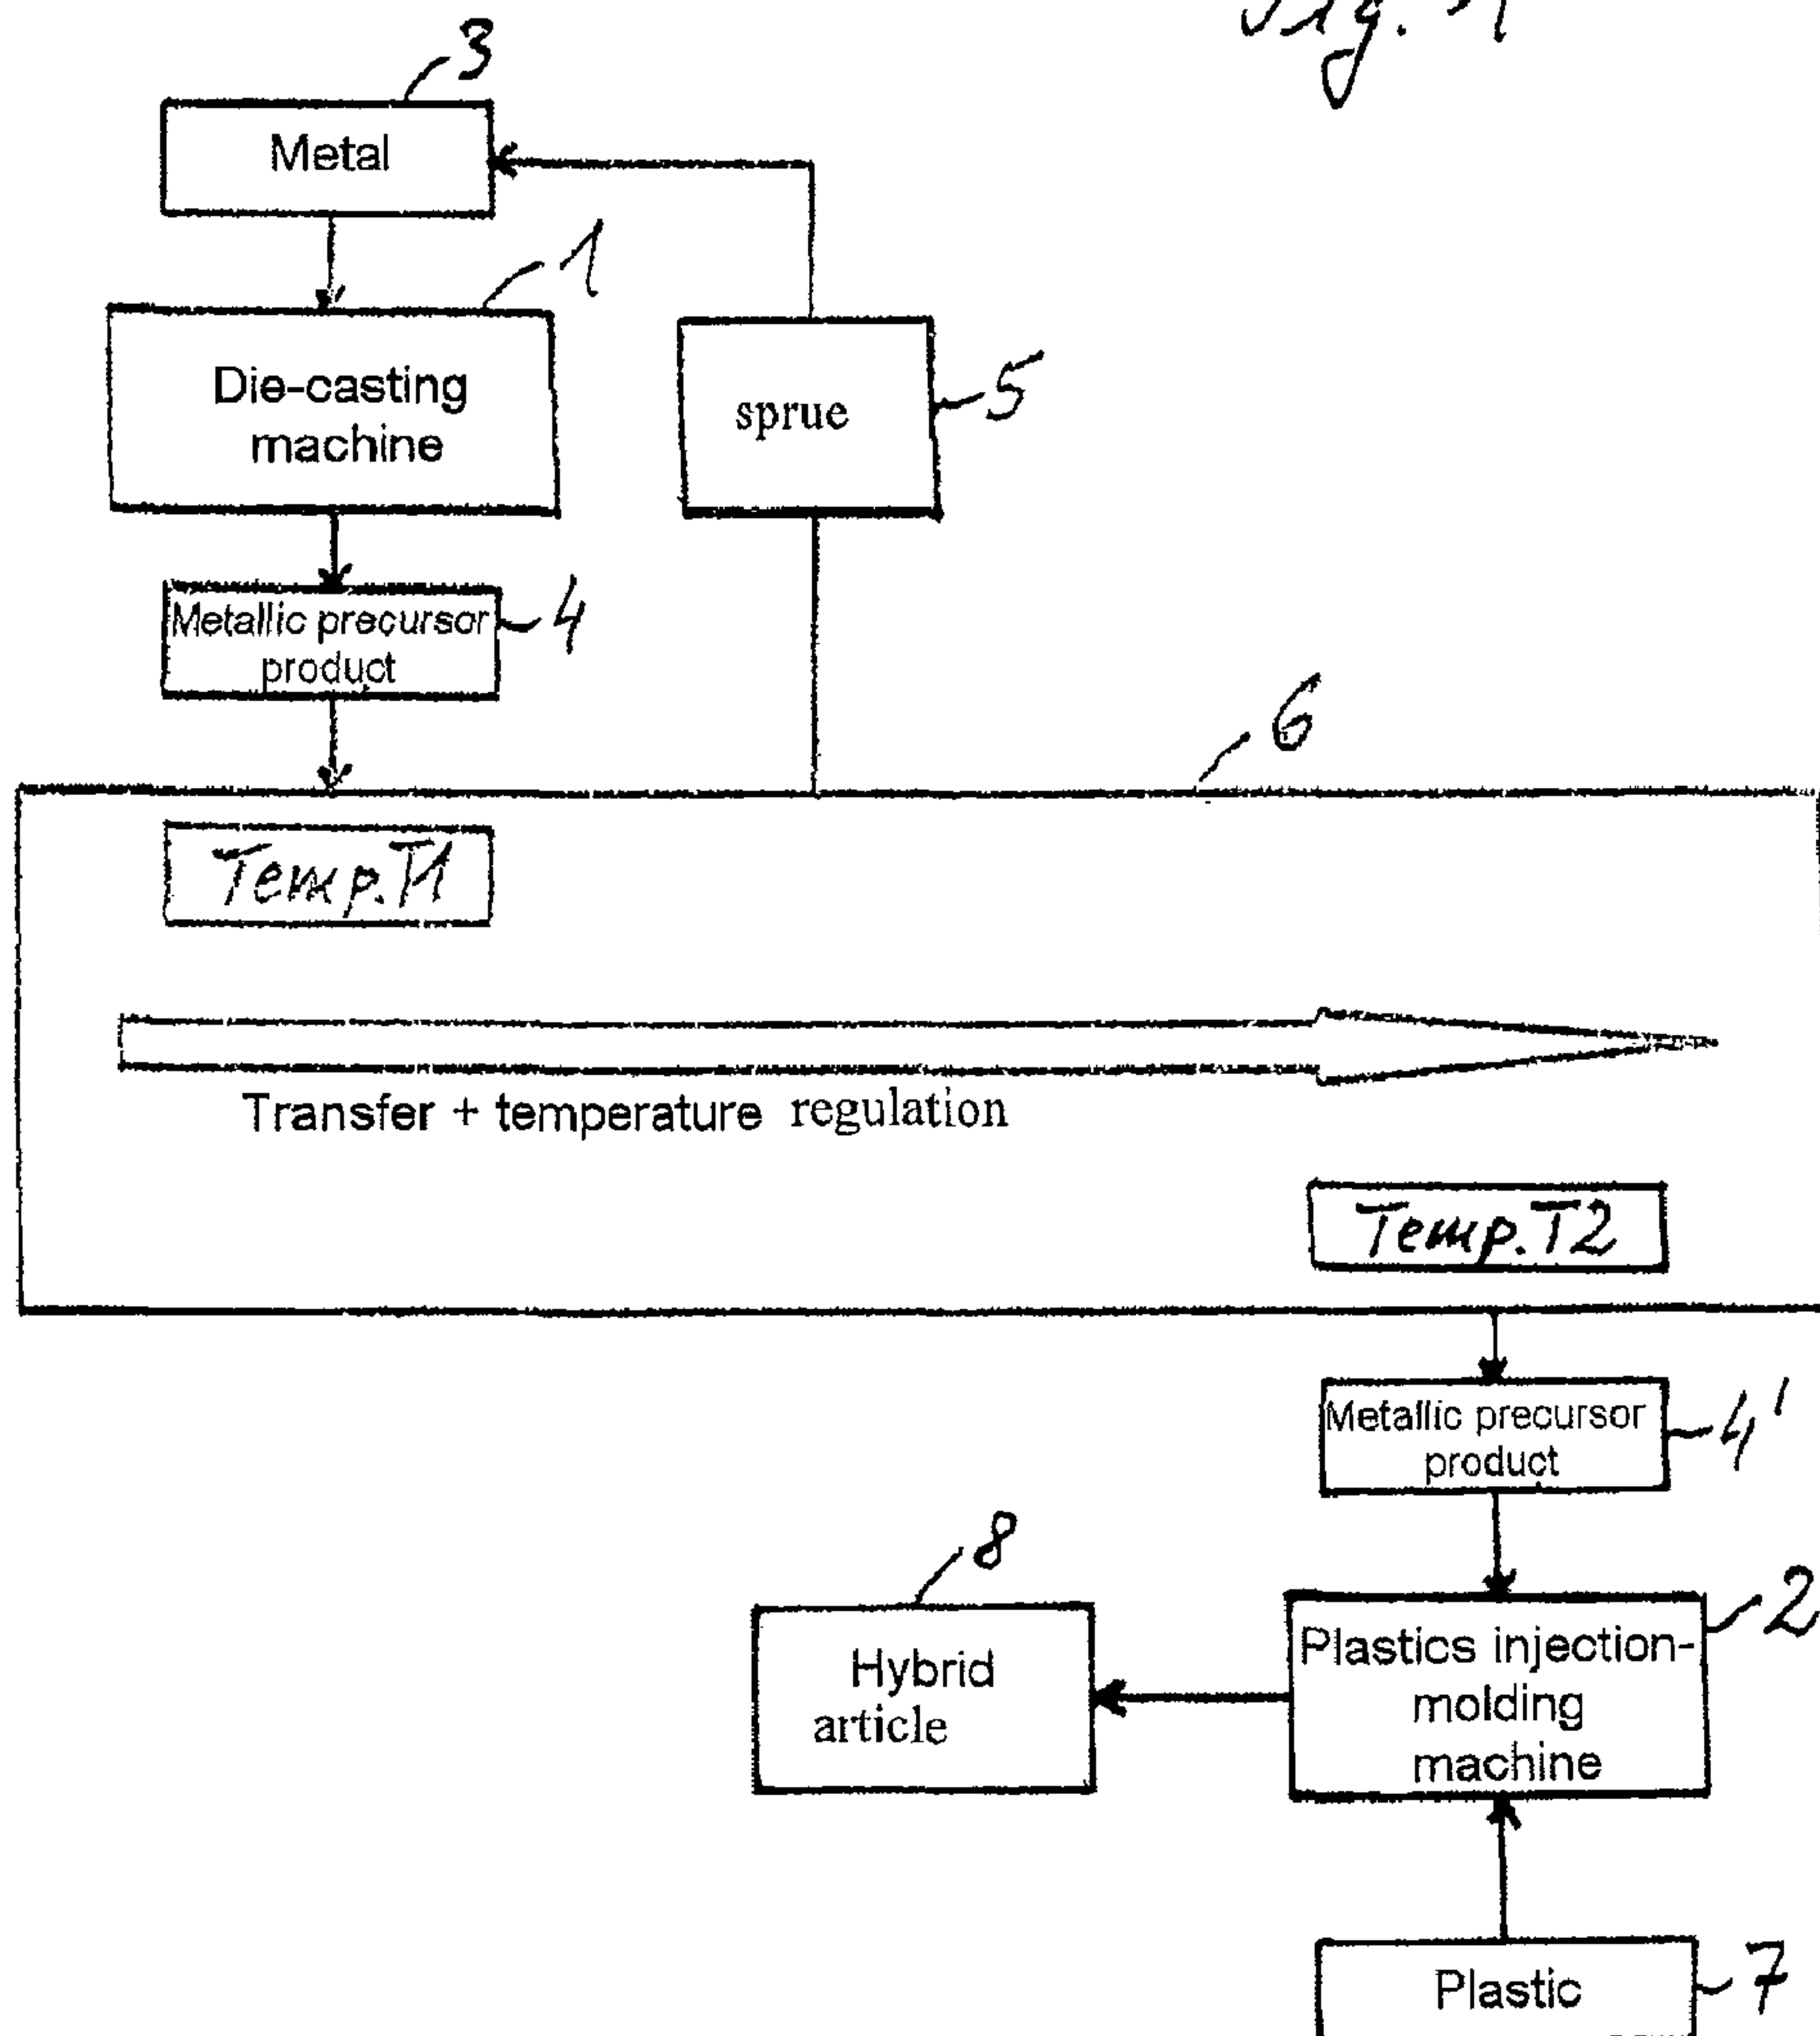 Fig. 1
3
Metal
1
Die-casting
machine
sprue
5
Metallic precursor
product
4
6
Temp. T1
Transfer + temperature regulation
Temp. T2
Metallic precursor
product
4'
8
Hybrid
article
2
Plastics injection-
molding
machine
Plastic
7